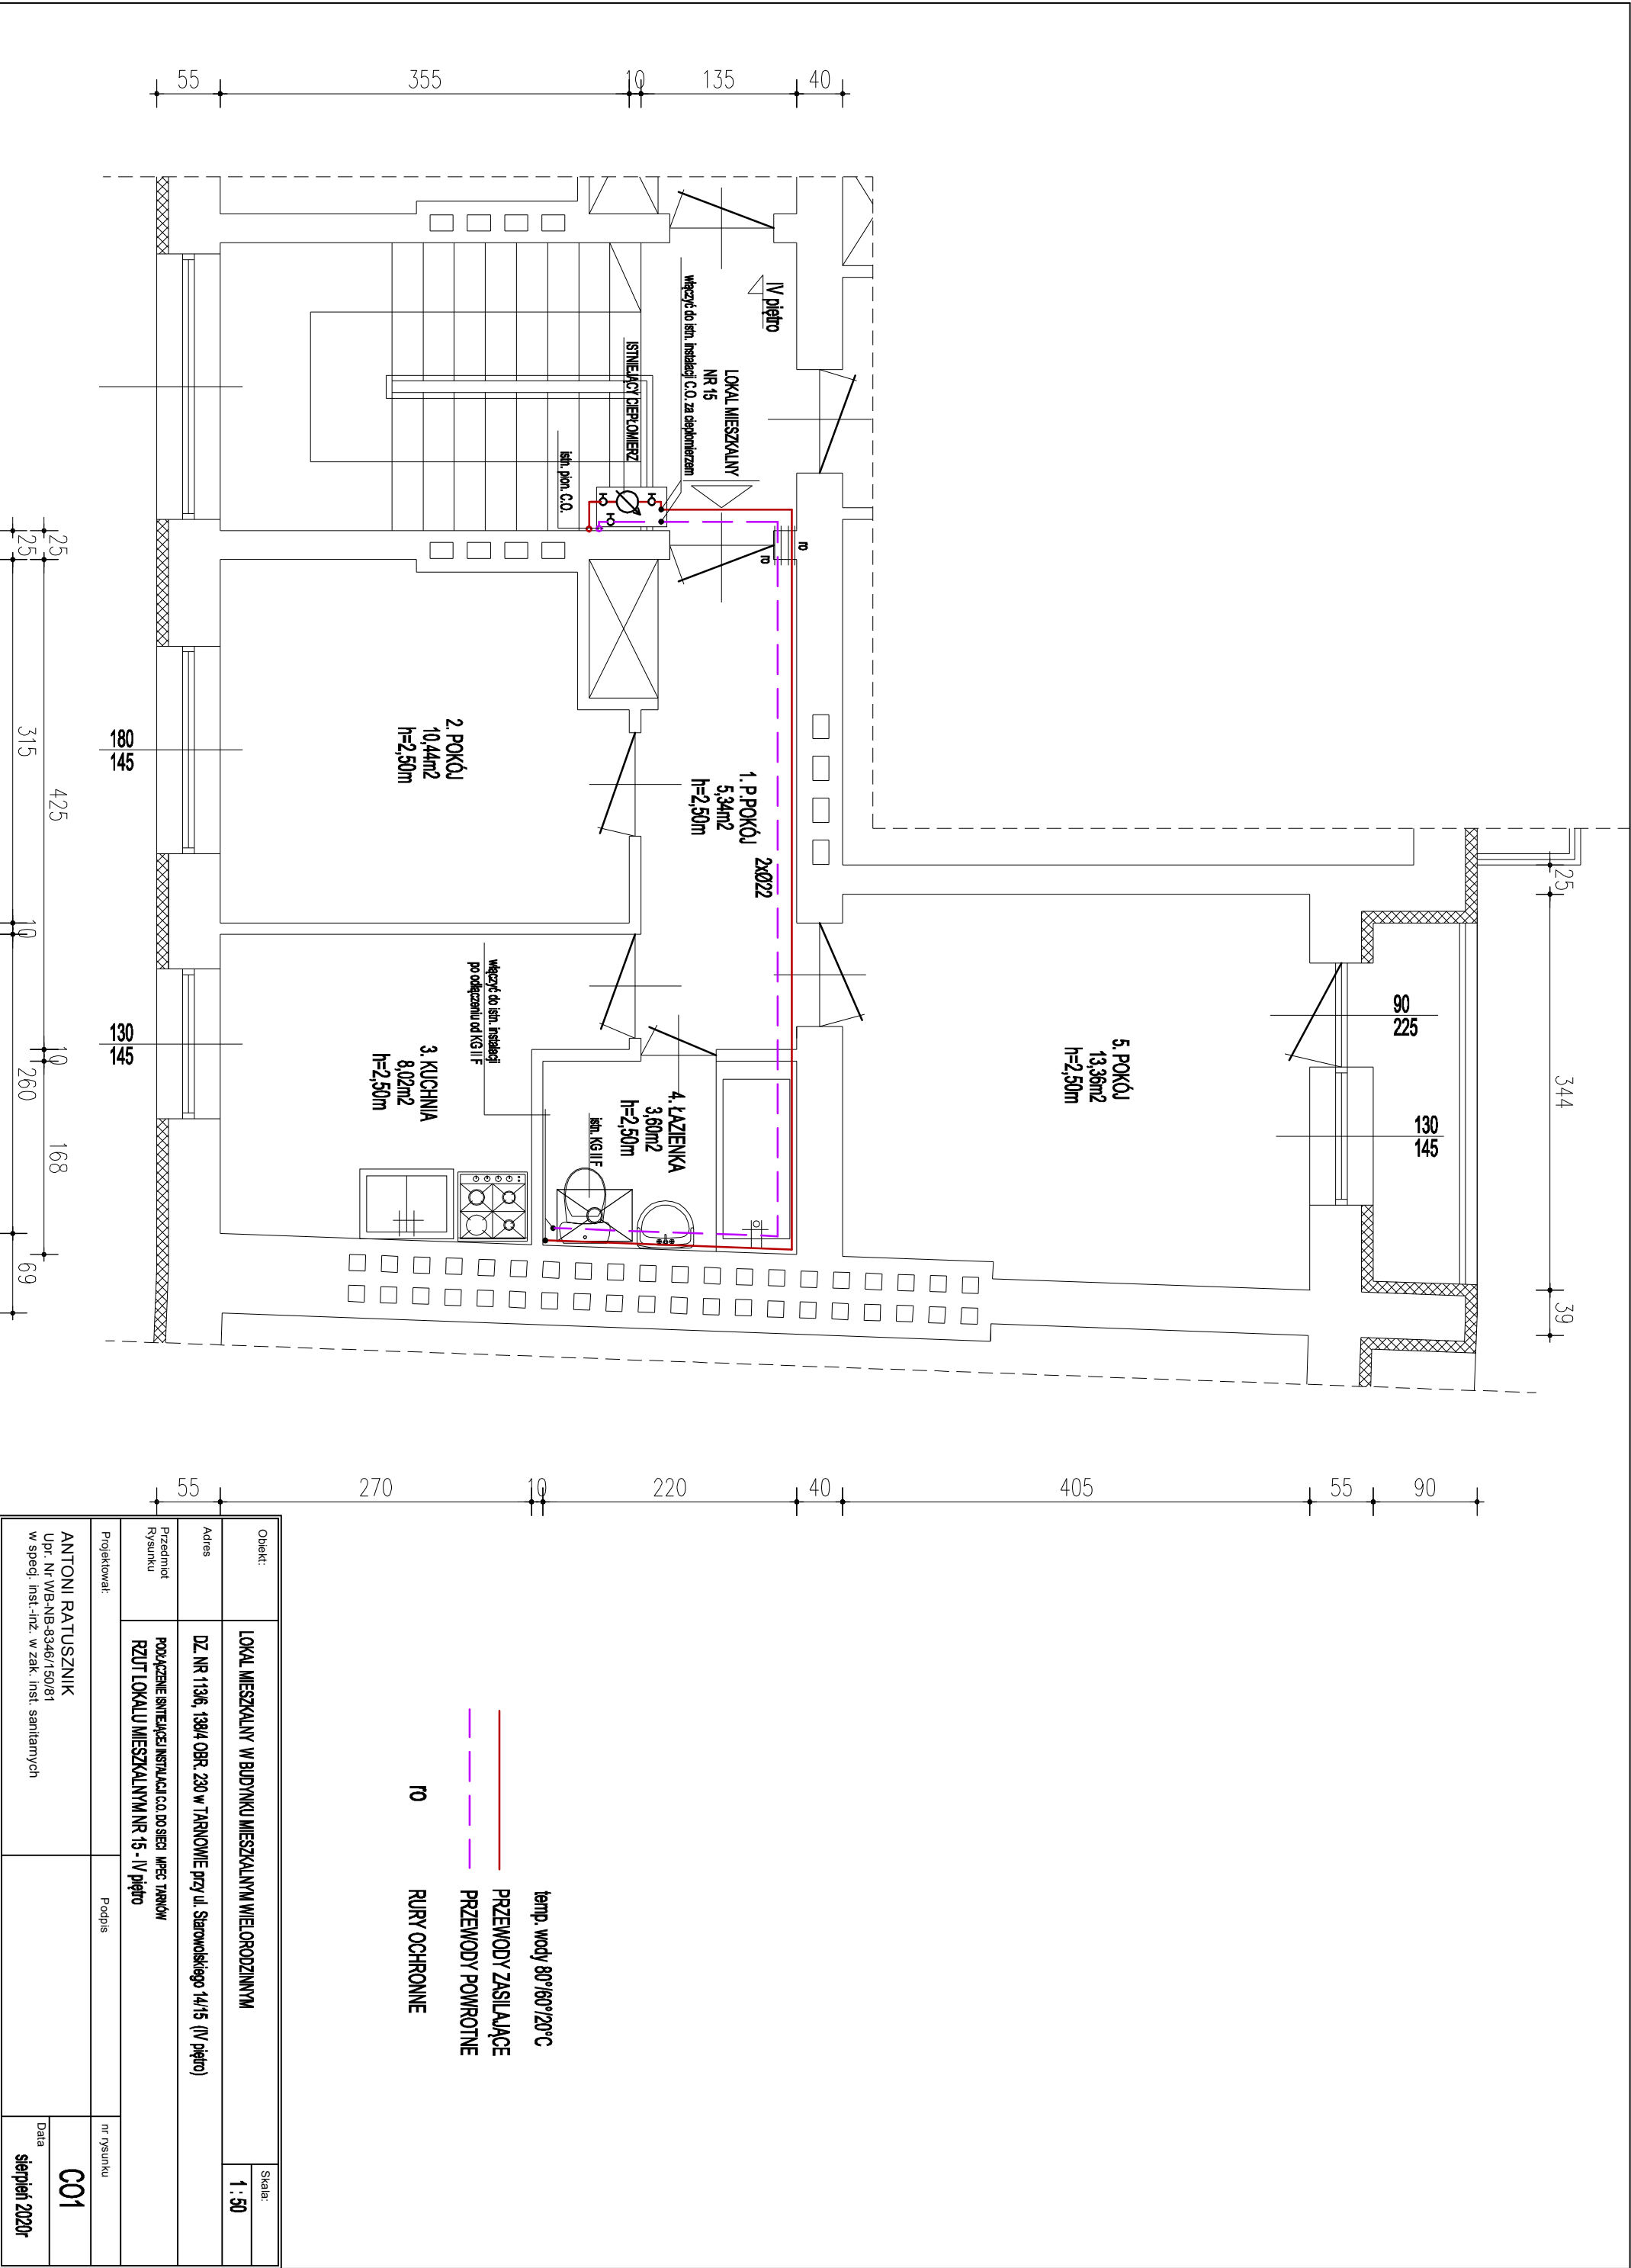 55
355
10
135
40
IV piętro
LOKAL MIESZKALNY
NR 15
włączyć do istn. instalacj C.O. za ciepłomierzem
ISTNIEJĄCY CIEPŁOMIERZ
istn. pion. C.O.
ro
ro
1. P.POKÓJ
5,34m2
h=2,50m
2xØ22
2. POKÓJ
10,44m2
h=2,50m
3. KUCHNIA
8,02m2
h=2,50m
włączyć do istn. instalacji
po odłączeniu od KG II F
4. ŁAZIENKA
3,60m2
h=2,50m
istn. KG II F
5. POKÓJ
13,36m2
h=2,50m
90
225
130
145
180
145
130
145
25
344
39
25
425
10
168
25
315
10
260
69
55
270
10
220
40
405
55
90
temp. wody 80°/60°/20°C
PRZEWODY ZASILAJĄCE
PRZEWODY POWROTNE
ro
RURY OCHRONNE
Obiekt:
LOKAL MIESZKALNY W BUDYNKU MIESZKALNYM WIELORODZINNYM
Skala:
1 : 50
Adres
DZ. NR 113/6, 138/4 OBR. 230 w TARNOWIE przy ul. Starowolskiego 14/15 (IV piętro)
Przedmiot
Rysunku
PODŁĄCZENIE ISNTIEJĄCEJ INSTALACJI C.O. DO SIECI MPEC TARNÓW
RZUT LOKALU MIESZKALNYM NR 15 - IV piętro
Projektował:
Podpis
nr rysunku
ANTONI RATUSZNIK
Upr. Nr WB-NB-8346/150/81
w specj. inst.-inż. w zak. inst. sanitarnych
CO1
Data
sierpień 2020r